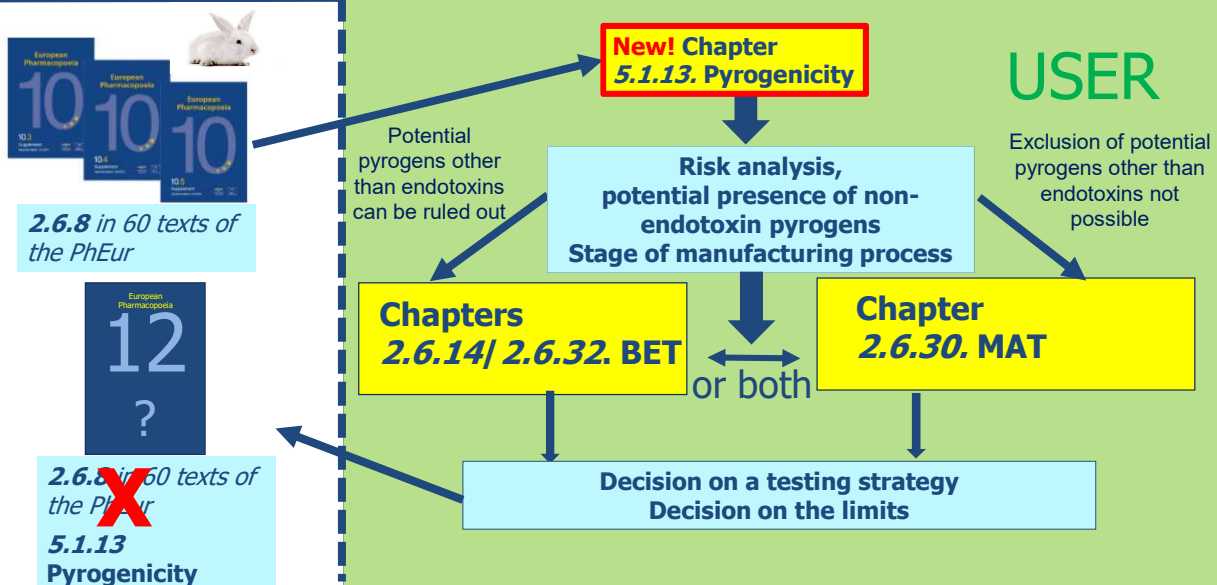 European
Pharmacopoeia
10
10.3
Supplement
European
Pharmacopoeia
10
10.4
Supplement
European
Pharmacopoeia
10
10.5
Supplement
2.6.8 in 60 texts of
the PhEur
European
Pharmacopoeia
12
?
2.6.8 in 60 texts of
the PhEur
X
5.1.13
Pyrogenicity
New! Chapter
5.1.13. Pyrogenicity
USER
Potential
pyrogens other
than endotoxins
can be ruled out
Risk analysis,
potential presence of non-
endotoxin pyrogens
Stage of manufacturing process
Exclusion of potential
pyrogens other than
endotoxins not
possible
Chapters
2.6.14/ 2.6.32. BET
or both
Chapter
2.6.30. MAT
Decision on a testing strategy
Decision on the limits